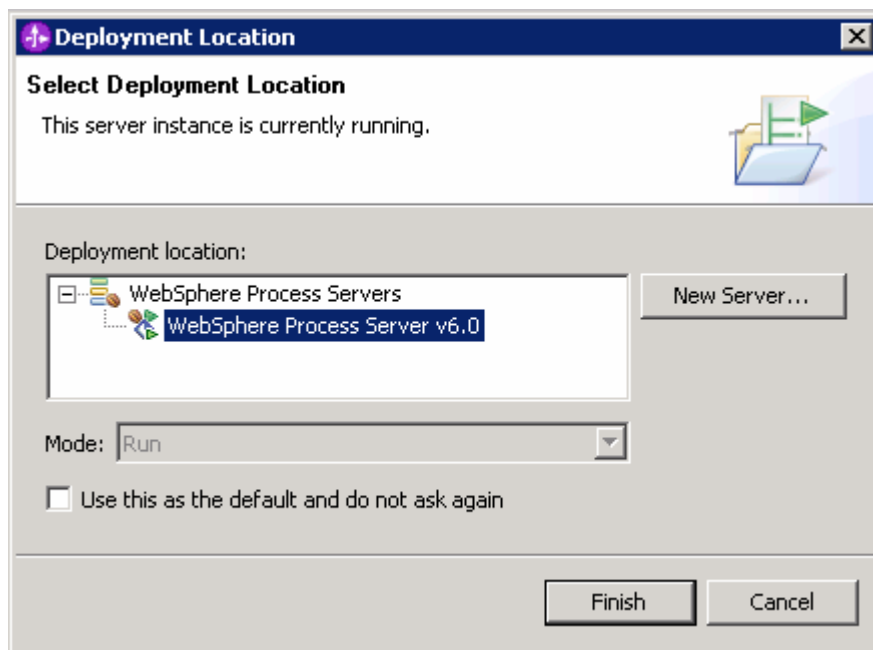 Deployment Location
Select Deployment Location
This server instance is currently running.
Deployment location:
WebSphere Process Servers
New Server...
WebSphere Process Server v6.0
Mode: Run
Use this as the default and do not ask again
Finish Cancel